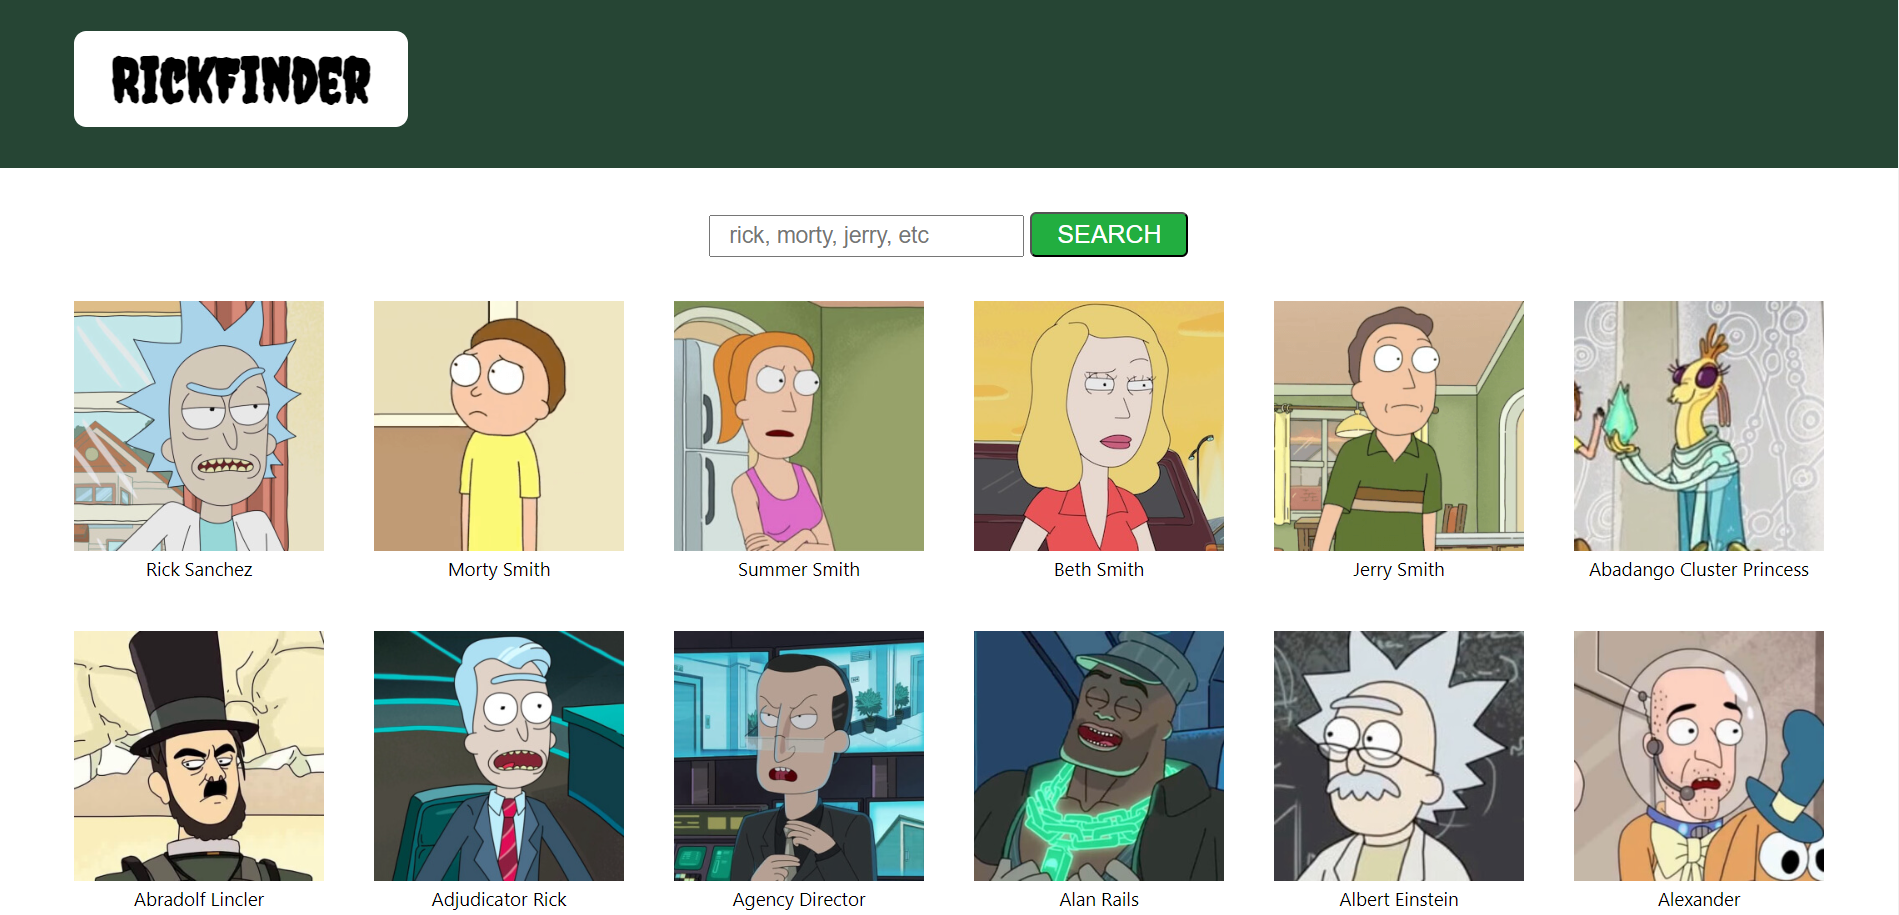 RICKFINDER
rick, morty, jerry, etc SEARCH
Rick Sanchez
Morty Smith
Summer Smith
Beth Smith
Jerry Smith
Abadango Cluster Princess
Abradolf Lincler
Adjudicator Rick
Agency Director
Alan Rails
Albert Einstein
Alexander